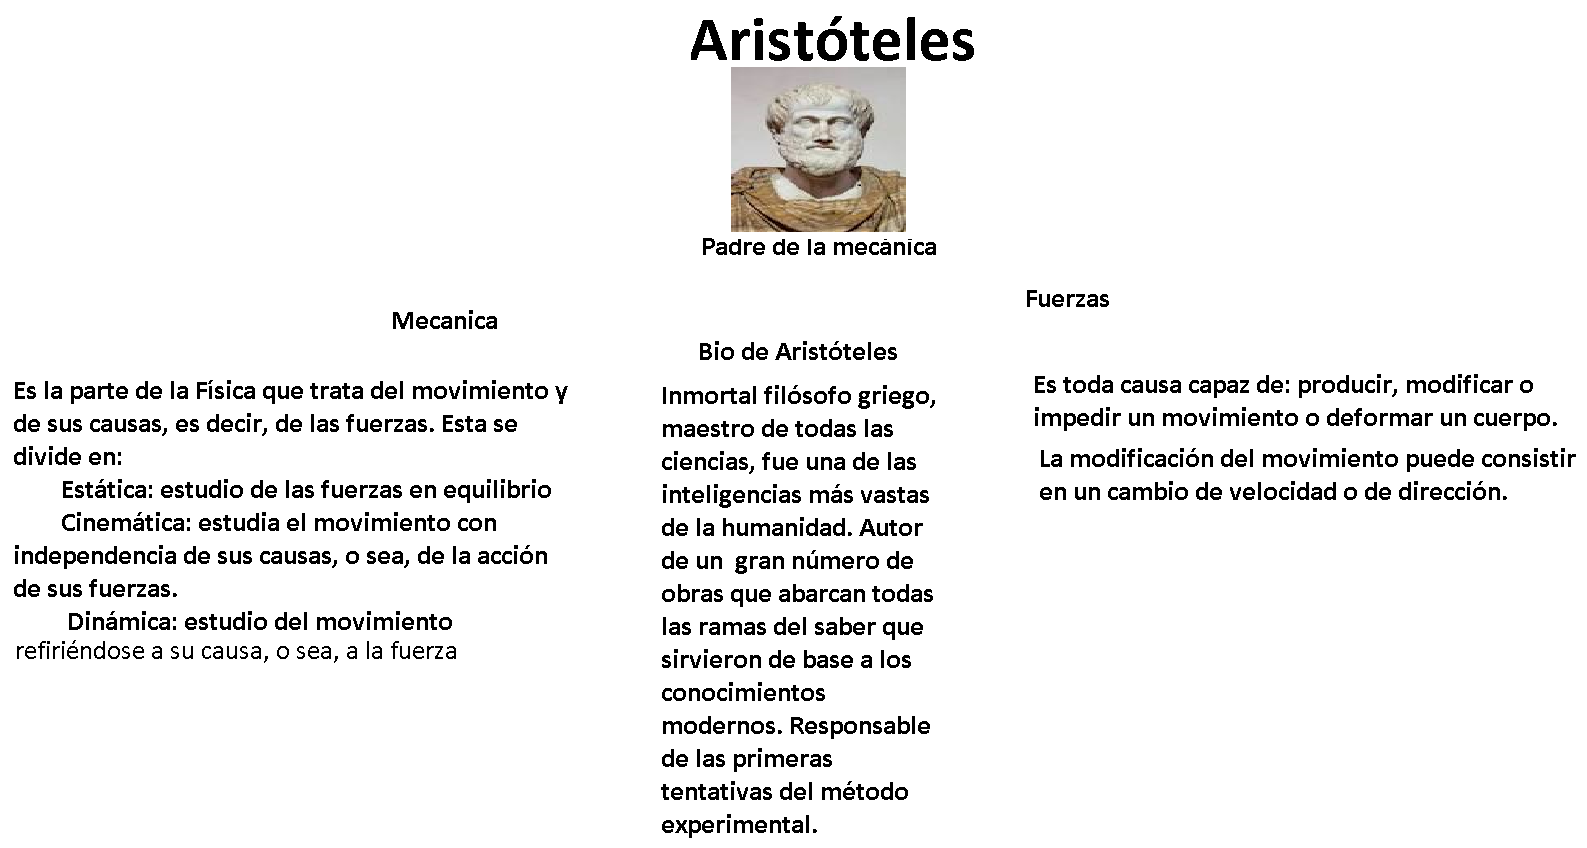 Aristóteles
Padre de la mecánica
Mecanica
Es la parte de la Física que trata del movimiento y
de sus causas, es decir, de las fuerzas. Esta se
divide en:
Estática: estudio de las fuerzas en equilibrio
Cinemática: estudia el movimiento con
independencia de sus causas, o sea, de la acción
de sus fuerzas.
Dinámica: estudio del movimiento
refiriéndose a su causa, o sea, a la fuerza
Bio de Aristóteles
Inmortal filósofo griego,
maestro de todas las
ciencias, fue una de las
inteligencias más vastas
de la humanidad. Autor
de un  gran número de
obras que abarcan todas
las ramas del saber que
sirvieron de base a los
conocimientos
modernos. Responsable
de las primeras
tentativas del método
experimental.
Fuerzas
Es toda causa capaz de: producir, modificar o
impedir un movimiento o deformar un cuerpo.
La modificación del movimiento puede consistir
en un cambio de velocidad o de dirección.